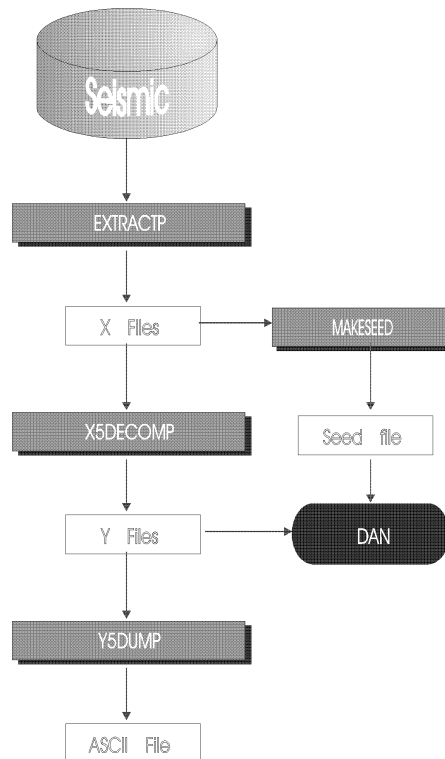 Seismic
EXTRACTP
X Files
MAKESEED
X5DECOMP
Seed file
Y Files
DAN
Y5DUMP
ASCII File